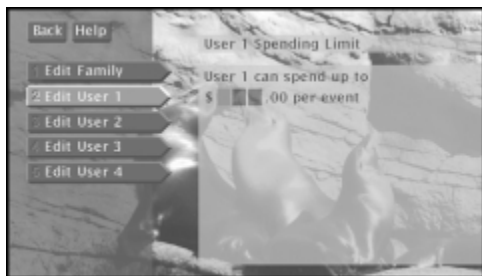 Back Help
User 1 Spending Limit
1 Edit Family
2 Edit User 1
3 Edit User 2
4 Edit User 3
5 Edit User 4
User 1 can spend up to
$ .00 per event